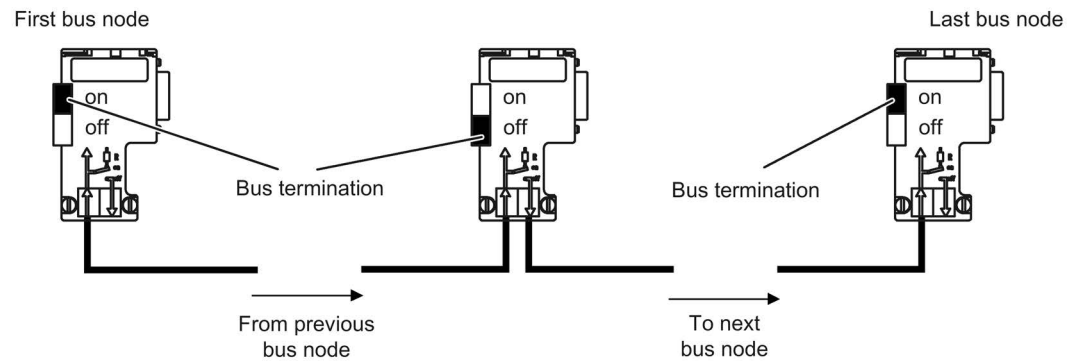 First bus node
Last bus node
on
off
on
off
on
off
Bus termination
Bus termination
From previous
bus node
To next
bus node